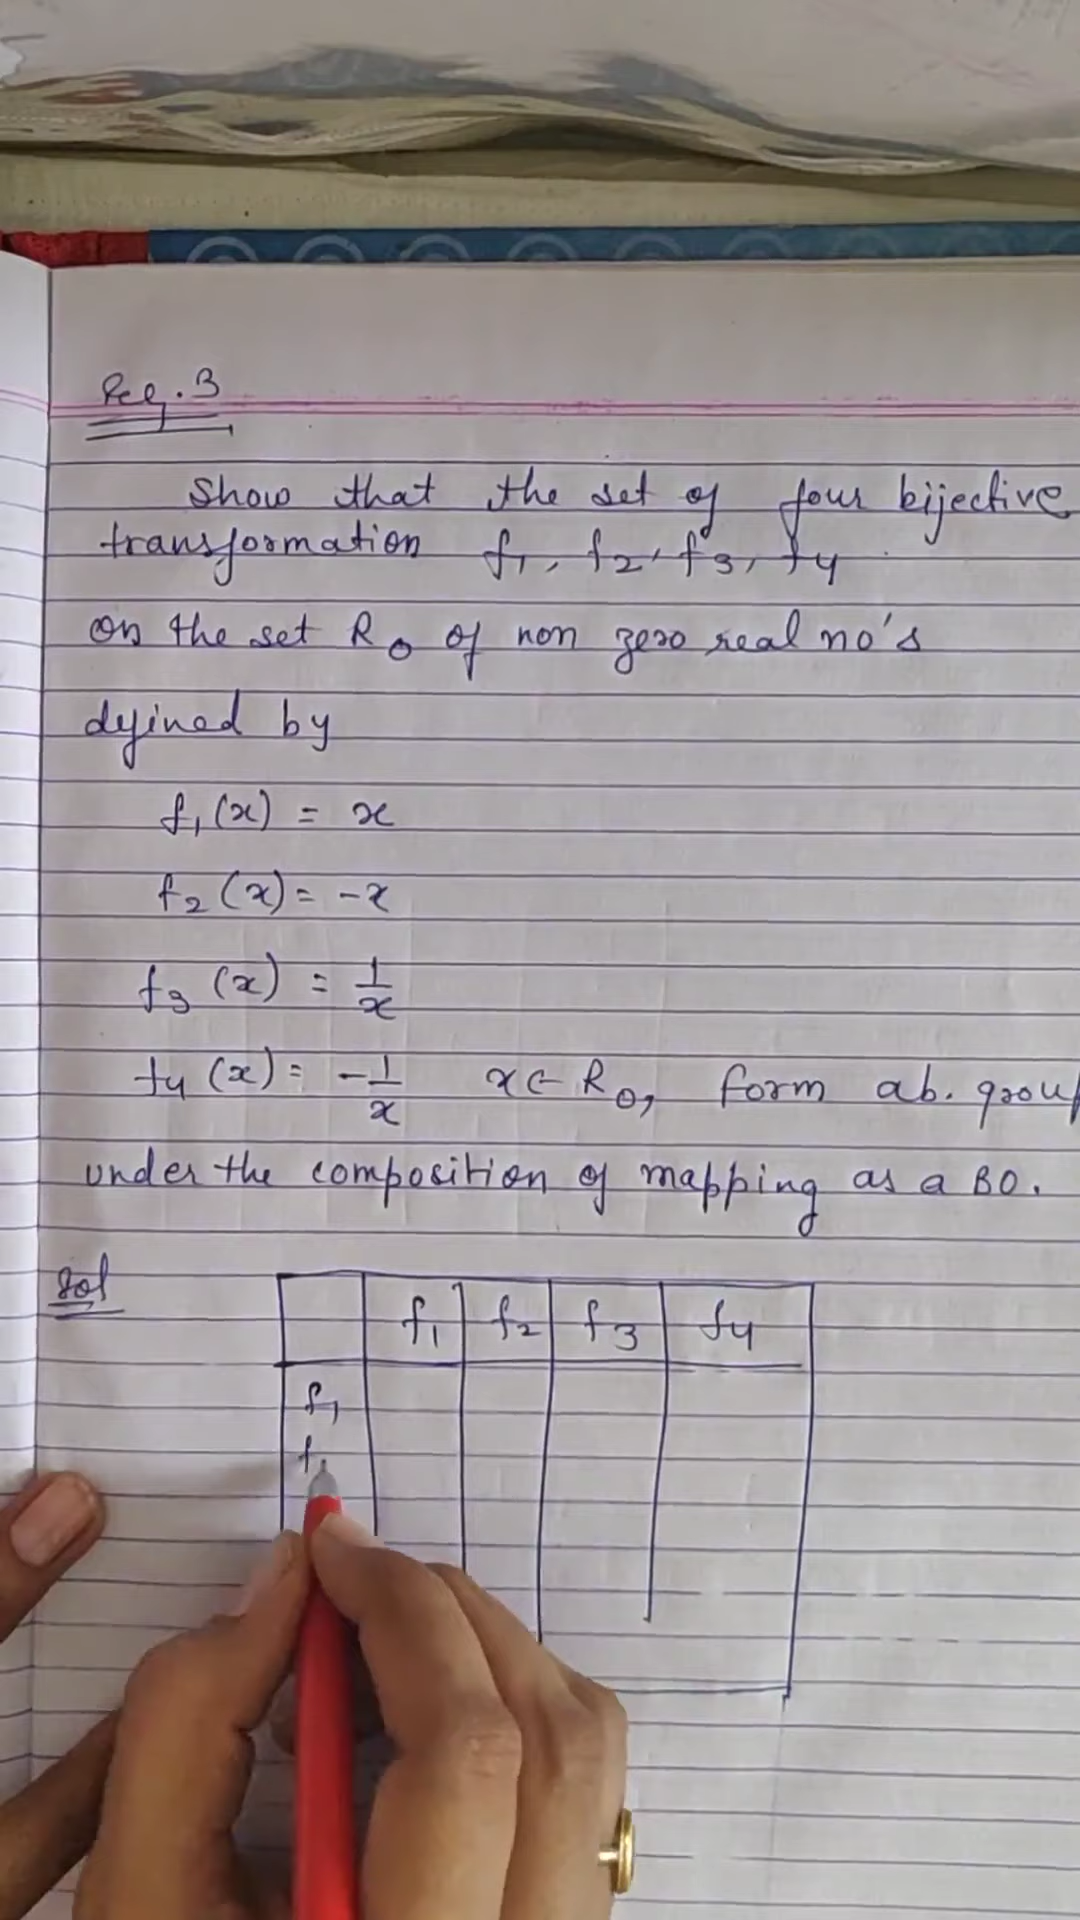 Req. 3
Show that the set of four bijective
transformation f1, f2, f3, f4
on the set R0 of non zero real no's
defined by
f1(x) = x
f2(x) = -x
f3(x) = 1/x
f4(x) = -1/x x∈R0, form ab. group
under the composition of mapping as a BO.
Sol
f1 f2 f3 f4
f1